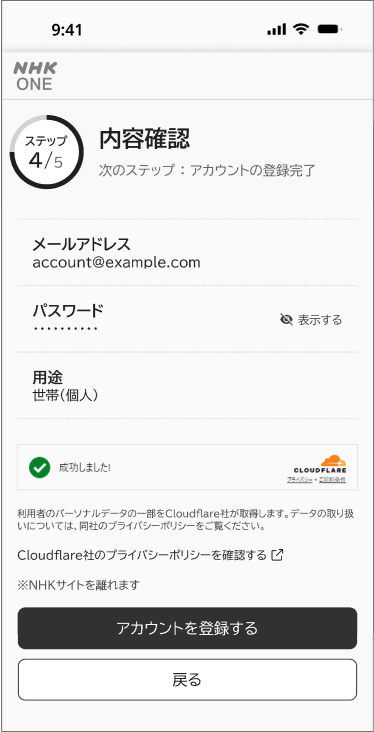 9:41
NHK
ONE
ステップ
4/5
内容確認
次のステップ：アカウントの登録完了
メールアドレス
account@example.com
パスワード
••••••••••
表示する
用途
世帯(個人)
成功しました!
CLOUDFLARE
プライバシー • ご契約条件
利用者のパーソナルデータの一部をCloudflare社が取得します。データの取り扱
いについては、同社のプライバシーポリシーをご覧ください。
Cloudflare社のプライバシーポリシーを確認する
※NHKサイトを離れます
アカウントを登録する
戻る